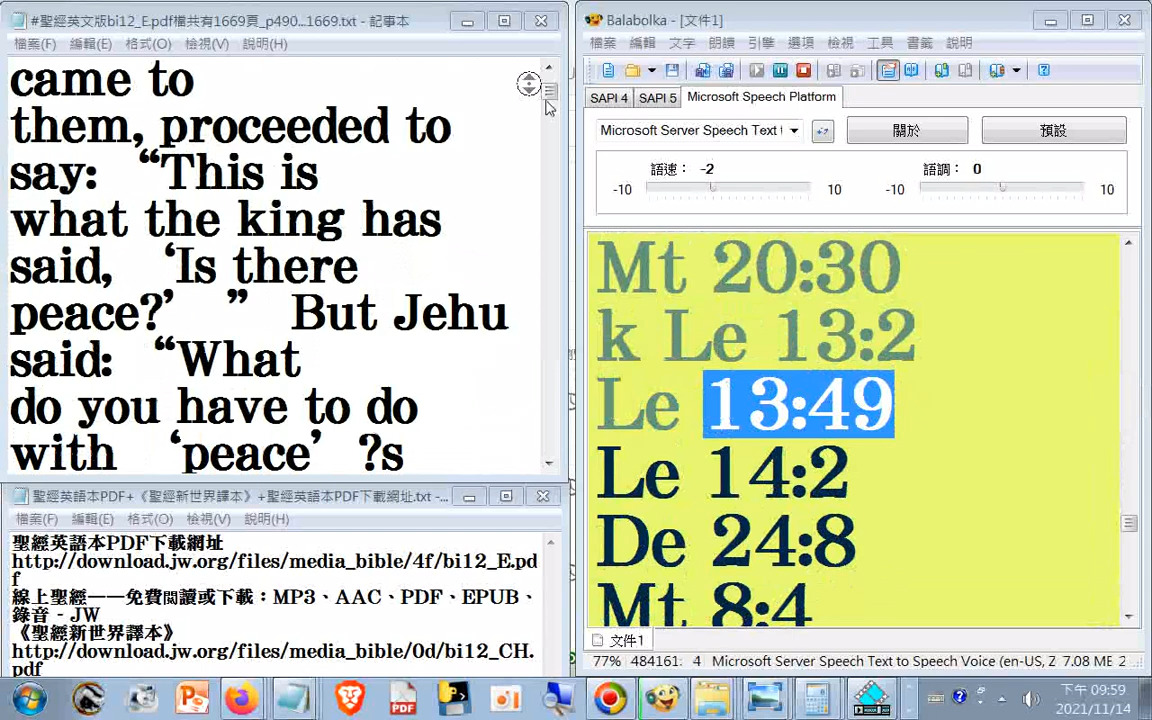 #聖經英文版bi12_E.pdf檔共有1669頁_p490...1669.txt - 記事本
檔案(F) 編輯(E) 格式(O) 檢視(V) 說明(H)
came to
them, proceeded to
say: “This is
what the king has
said, ‘Is there
peace?’ ” But Jehu
said: “What
do you have to do
with ‘peace’ ?s
聖經英語本PDF+《聖經新世界譯本》+聖經英語本PDF下載網址.txt -...
檔案(F) 編輯(E) 格式(O) 檢視(V) 說明(H)
聖經英語本PDF下載網址
http://download.jw.org/files/media_bible/4f/bi12_E.pd
f
線上聖經——免費閱讀或下載：MP3、AAC、PDF、EPUB、
錄音 - JW
《聖經新世界譯本》
http://download.jw.org/files/media_bible/0d/bi12_CH.
pdf
Balabolka - [文件1]
檔案 編輯 文字 朗讀 引擎 選項 檢視 工具 書籤 說明
SAPI 4 SAPI 5 Microsoft Speech Platform
Microsoft Server Speech Text t 關於 預設
語速： -2 語調： 0
-10 10 -10 10
Mt 20:30
k Le 13:2
Le 13:49
Le 14:2
De 24:8
Mt 8:4
文件1
77% 484161: 4 Microsoft Server Speech Text to Speech Voice (en-US, Z 7.08 MB 2
下午 09:59
2021/11/14